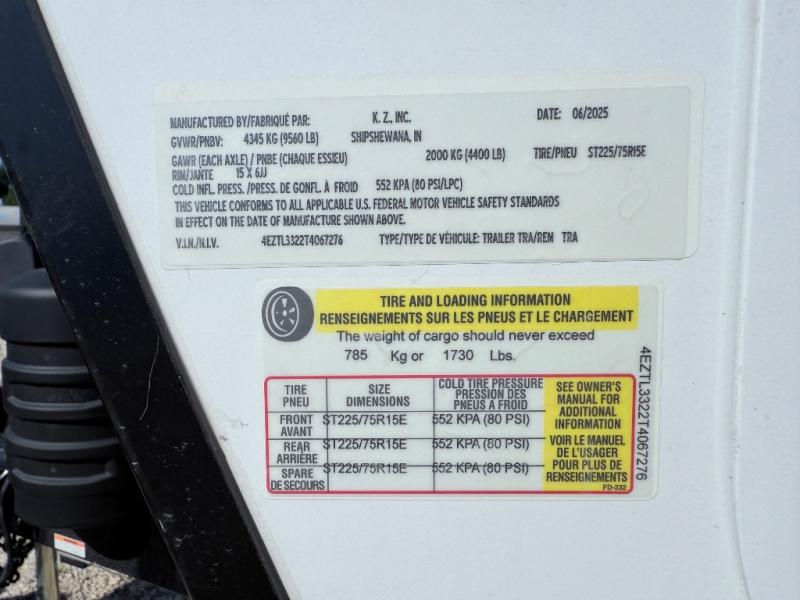 MANUFACTURED BY/FABRIQUÉ PAR: K. Z., INC. DATE: 06/2025
GVWR/PNBV: 4345 KG (9560 LB) SHIPSHEWANA, IN
GAWR (EACH AXLE) / PNBE (CHAQUE ESSIEU) 2000 KG (4400 LB) TIRE/PNEU ST225/75R15E
RIM/JANTE 15 X 6JJ
COLD INFL. PRESS. /PRESS. DE GONFL. À FROID 552 KPA (80 PSI/LPC)
THIS VEHICLE CONFORMS TO ALL APPLICABLE U.S. FEDERAL MOTOR VEHICLE SAFETY STANDARDS
IN EFFECT ON THE DATE OF MANUFACTURE SHOWN ABOVE.
V.I.N./N.I.V. 4EZTL3322T4067276 TYPE/TYPE DE VÉHICULE: TRAILER TRA/REM TRA
TIRE AND LOADING INFORMATION
RENSEIGNEMENTS SUR LES PNEUS ET LE CHARGEMENT
The weight of cargo should never exceed
785 Kg or 1730 Lbs.
TIRE
PNEU
SIZE
DIMENSIONS
COLD TIRE PRESSURE
PRESSION DES
PNEUS A FROID
FRONT
AVANT
ST225/75R15E 552 KPA (80 PSI)
REAR
ARRIÈRE
ST225/75R15E 552 KPA (80 PSI)
SPARE
DE SECOURS
ST225/75R15E 552 KPA (80 PSI)
SEE OWNER'S
MANUAL FOR
ADDITIONAL
INFORMATION
VOIR LE MANUEL
DE L'USAGER
POUR PLUS DE
RENSEIGNEMENTS
FD-332
4EZTL3322T4067276